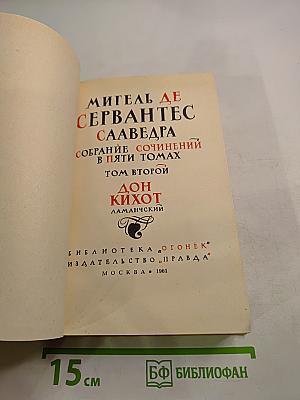 МИГЕЛЬ ДЕ
СЕРВАНТЕС
СААВЕДРА
СОБРАНИЕ СОЧИНЕНИЙ
В ПЯТИ ТОМАХ
ТОМ ВТОРОЙ
ДОН
КИХОТ
ЛАМАНЧСКИЙ
БИБЛИОТЕКА „ОГОНЕК"
ИЗДАТЕЛЬСТВО „ПРАВДА"
МОСКВА • 1961
15 см
БФ БИБЛИОФАН